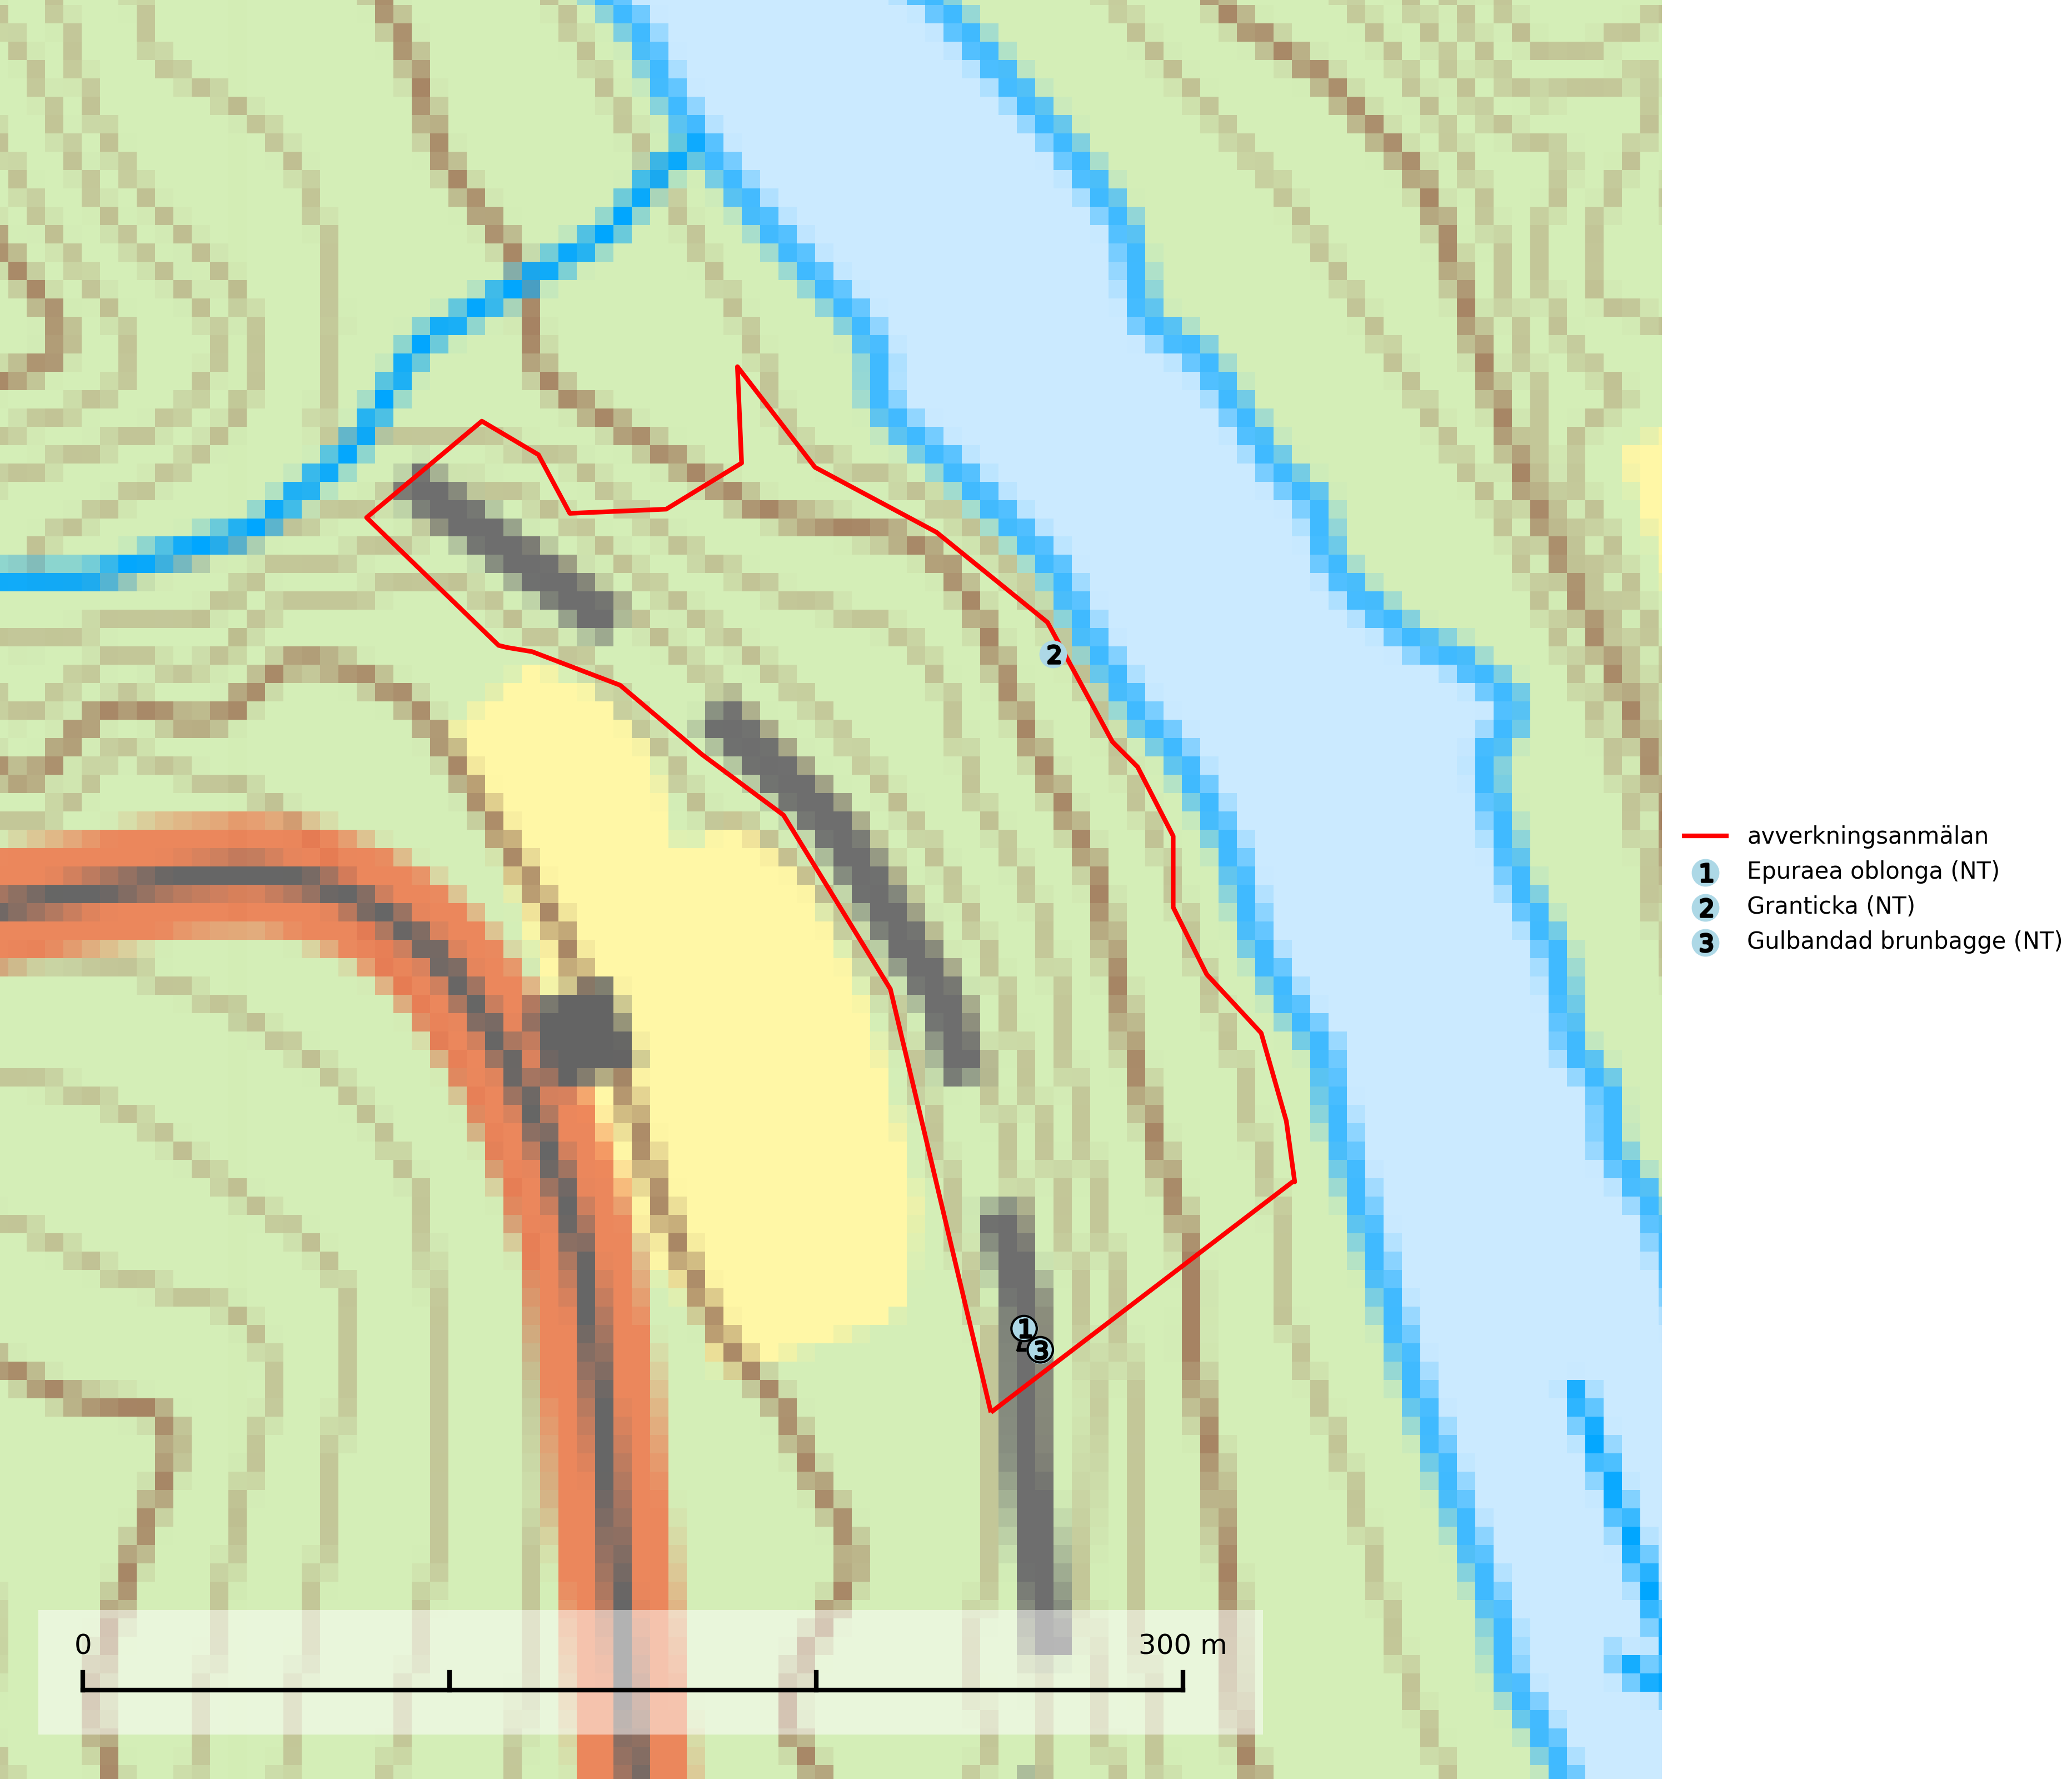 2
1
3
0
300 m
avverkningsanmälan
1 Epuraea oblonga (NT)
2 Granticka (NT)
3 Gulbandad brunbagge (NT)